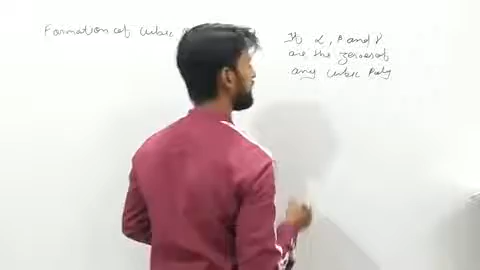 Formation of cubic
If α, β and γ
are the zeroes of
any cubic Poly